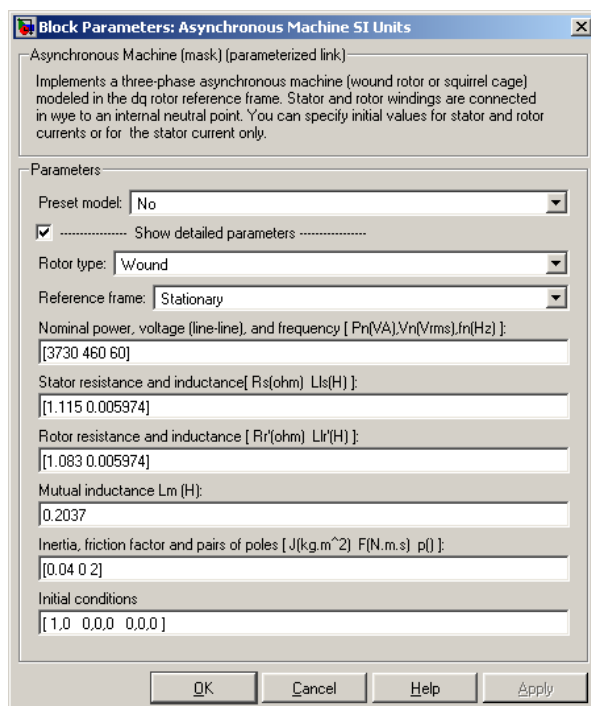 Block Parameters: Asynchronous Machine SI Units
Asynchronous Machine (mask) (parameterized link)
Implements a three-phase asynchronous machine (wound rotor or squirrel cage)
modeled in the dq rotor reference frame. Stator and rotor windings are connected
in wye to an internal neutral point. You can specify initial values for stator and rotor
currents or for the stator current only.
Parameters
Preset model: No
---------------- Show detailed parameters ----------------
Rotor type: Wound
Reference frame: Stationary
Nominal power, voltage (line-line), and frequency [ Pn(VA),Vn(Vrms),fn(Hz) ]:
[3730 460 60]
Stator resistance and inductance[ Rs(ohm) Lls(H) ]:
[1.115 0.005974]
Rotor resistance and inductance [ Rr'(ohm) Llr'(H) ]:
[1.083 0.005974]
Mutual inductance Lm (H):
0.2037
Inertia, friction factor and pairs of poles [ J(kg.m^2) F(N.m.s) p() ]:
[0.04 0 2]
Initial conditions
[ 1,0 0,0,0 0,0,0 ]
OK Cancel Help Apply